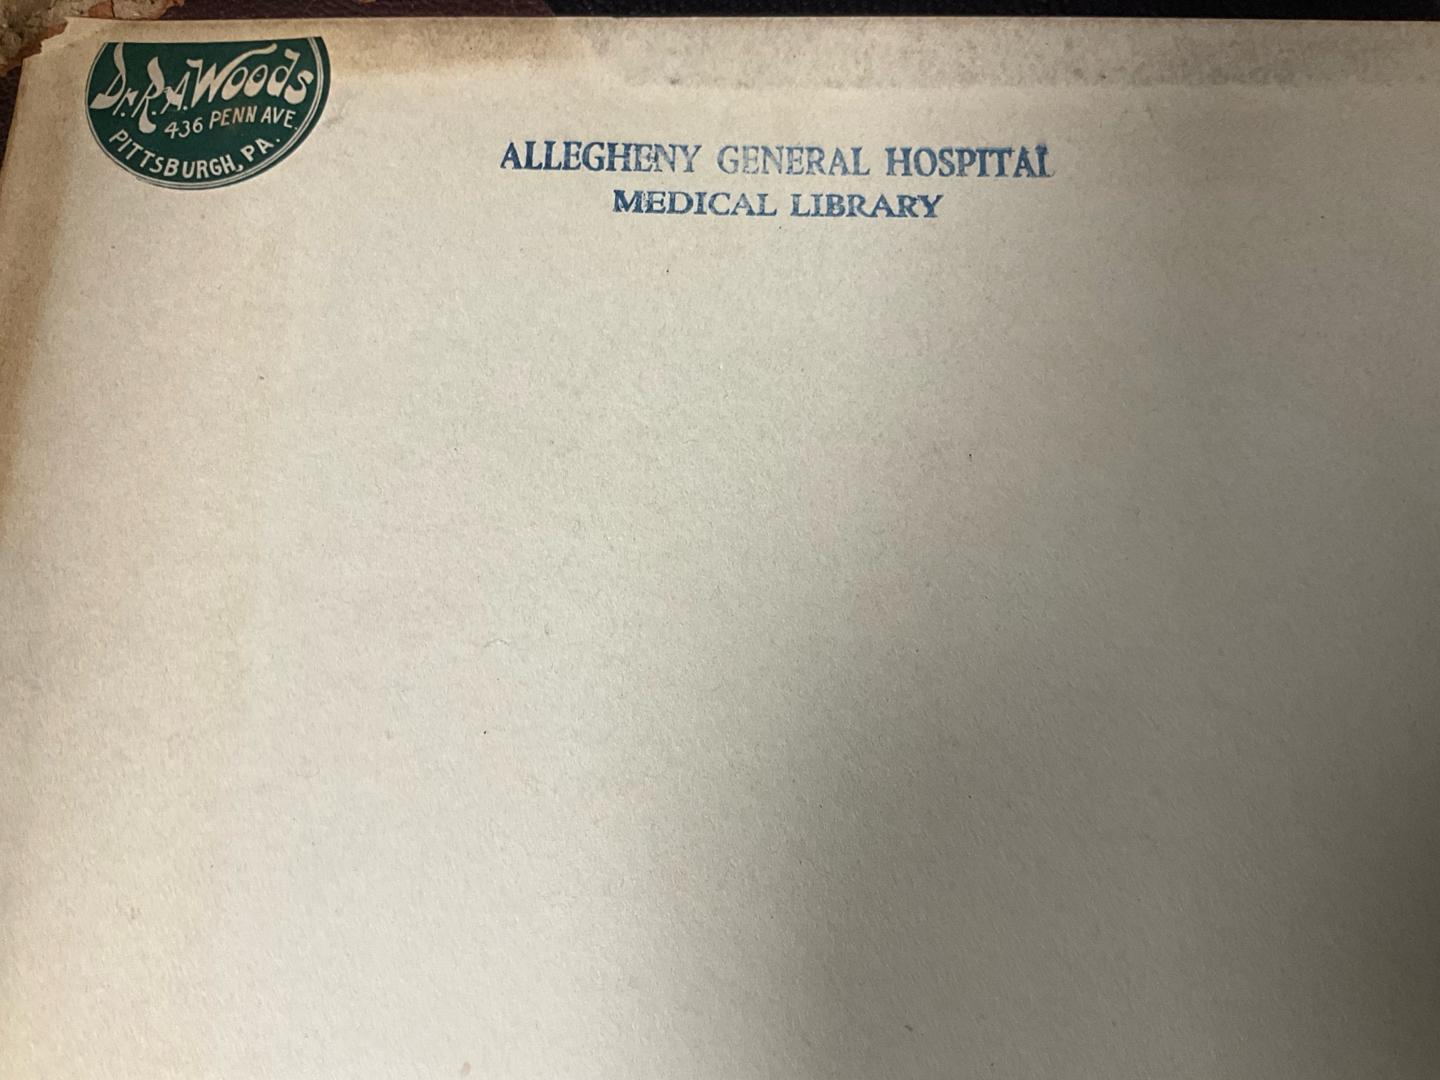 Dr. R. A. Woods
436 PENN AVE.
PITTSBURGH, PA.
ALLEGHENY GENERAL HOSPITAL
MEDICAL LIBRARY